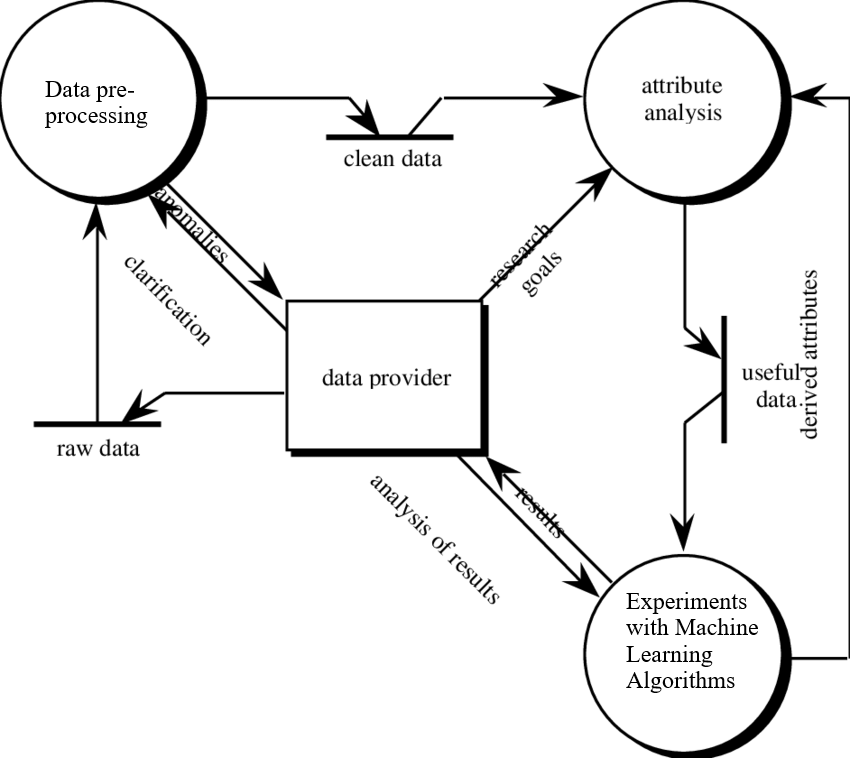 Data pre-
processing
attribute
analysis
clean data
anomalies
clarification
research
goals
data provider
raw data
useful
data.
derived attributes
analysis of results
results
Experiments
with Machine
Learning
Algorithms